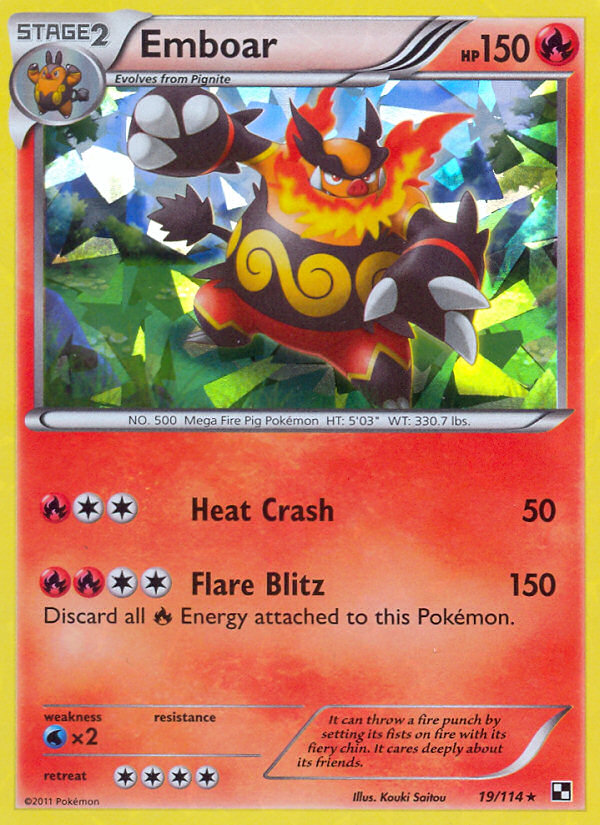 STAGE2
Emboar
HP150
Evolves from Pignite
NO. 500 Mega Fire Pig Pokémon HT: 5'03" WT: 330.7 lbs.
Heat Crash 50
Flare Blitz 150
Discard all Energy attached to this Pokémon.
weakness resistance
×2
It can throw a fire punch by
setting its fists on fire with its
fiery chin. It cares deeply about
its friends.
retreat
©2011 Pokémon
Illus. Kouki Saitou 19/114★